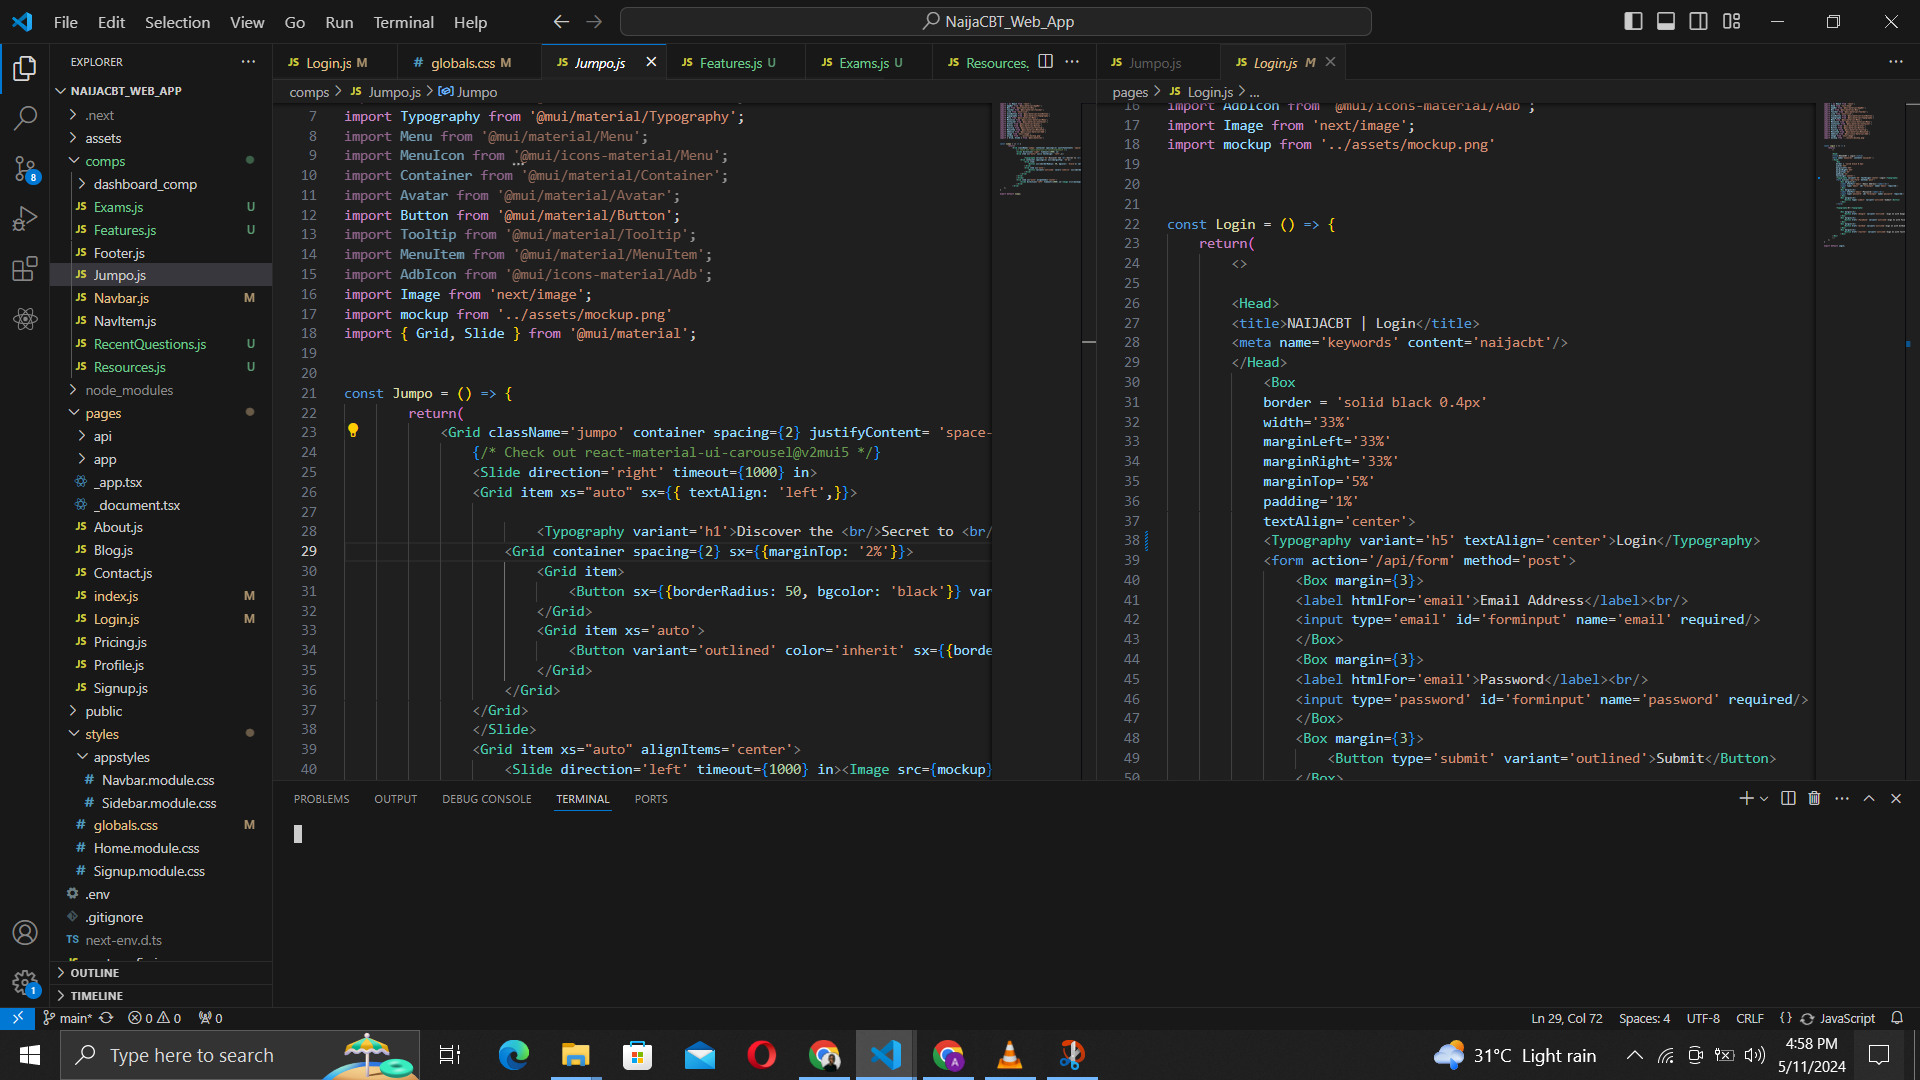 File Edit Selection View Go Run Terminal Help
NaijaCBT_Web_App
EXPLORER
NAIJACBT_WEB_APP
.next
assets
comps
dashboard_comp
Exams.js U
Features.js U
Footer.js
Jumpo.js
Navbar.js M
NavItem.js
RecentQuestions.js U
Resources.js U
node_modules
pages
api
app
_app.tsx
_document.tsx
About.js
Blog.js
Contact.js
index.js M
Login.js M
Pricing.js
Profile.js
Signup.js
public
styles
appstyles
Navbar.module.css
Sidebar.module.css
globals.css M
Home.module.css
Signup.module.css
.env
.gitignore
next-env.d.ts
OUTLINE
TIMELINE
JS Login.js M # globals.css M JS Jumpo.js JS Features.js U JS Exams.js U JS Resources.
comps > JS Jumpo.js > Jumpo
7 import Typography from '@mui/material/Typography';
8 import Menu from '@mui/material/Menu';
9 import MenuIcon from '@mui/icons-material/Menu';
10 import Container from '@mui/material/Container';
11 import Avatar from '@mui/material/Avatar';
12 import Button from '@mui/material/Button';
13 import Tooltip from '@mui/material/Tooltip';
14 import MenuItem from '@mui/material/MenuItem';
15 import AdbIcon from '@mui/icons-material/Adb';
16 import Image from 'next/image';
17 import mockup from '../assets/mockup.png'
18 import { Grid, Slide } from '@mui/material';
19
20
21 const Jumpo = () => {
22 return(
23 <Grid className='jumpo' container spacing={2} justifyContent= 'space-
24 {/* Check out react-material-ui-carousel@v2mui5 */}
25 <Slide direction='right' timeout={1000} in>
26 <Grid item xs="auto" sx={{ textAlign: 'left',}}>
27
28 <Typography variant='h1'>Discover the <br/>Secret to <br/
29 <Grid container spacing={2} sx={{marginTop: '2%'}}>
30 <Grid item>
31 <Button sx={{borderRadius: 50, bgcolor: 'black'}} var
32 </Grid>
33 <Grid item xs='auto'>
34 <Button variant='outlined' color='inherit' sx={{borde
35 </Grid>
36 </Grid>
37 </Grid>
38 </Slide>
39 <Grid item xs="auto" alignItems='center'>
40 <Slide direction='left' timeout={1000} in><Image src={mockup}
JS Jumpo.js JS Login.js M
pages > JS Login.js > ...
16 import AdbIcon from '@mui/icons-material/Adb';
17 import Image from 'next/image';
18 import mockup from '../assets/mockup.png'
19
20
21
22 const Login = () => {
23 return(
24 <>
25
26 <Head>
27 <title>NAIJACBT | Login</title>
28 <meta name='keywords' content='naijacbt'/>
29 </Head>
30 <Box
31 border = 'solid black 0.4px'
32 width='33%'
33 marginLeft='33%'
34 marginRight='33%'
35 marginTop='5%'
36 padding='1%'
37 textAlign='center'>
38 <Typography variant='h5' textAlign='center'>Login</Typography>
39 <form action='/api/form' method='post'>
40 <Box margin={3}>
41 <label htmlFor='email'>Email Address</label><br/>
42 <input type='email' id='forminput' name='email' required/>
43 </Box>
44 <Box margin={3}>
45 <label htmlFor='email'>Password</label><br/>
46 <input type='password' id='forminput' name='password' required/>
47 </Box>
48 <Box margin={3}>
49 <Button type='submit' variant='outlined'>Submit</Button>
50 </Box>
PROBLEMS OUTPUT DEBUG CONSOLE TERMINAL PORTS
8
1
main* 0 0 0
Ln 29, Col 72 Spaces: 4 UTF-8 CRLF {} JavaScript
Type here to search
31°C Light rain
4:58 PM
5/11/2024